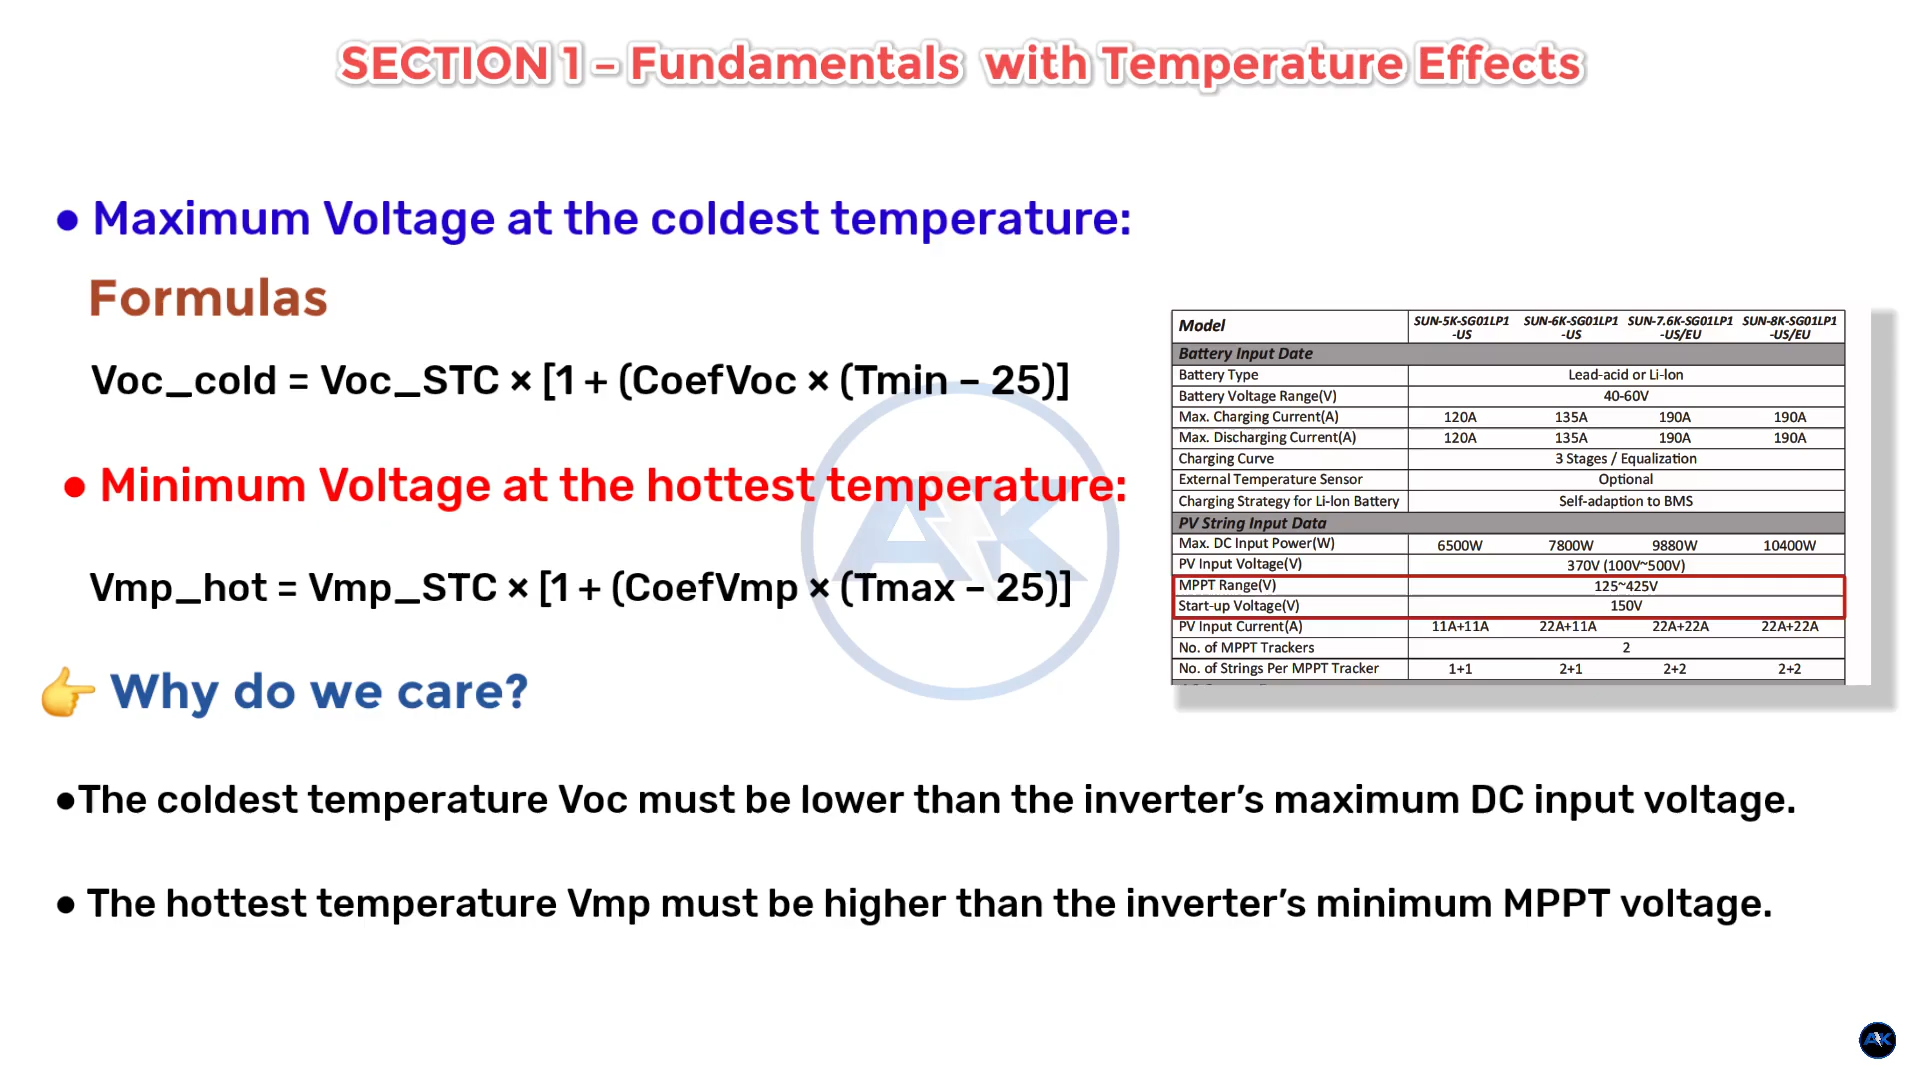 SECTION 1 – Fundamentals with Temperature Effects
● Maximum Voltage at the coldest temperature:
Formulas
Voc_cold = Voc_STC × [1 + (CoefVoc × (Tmin – 25)]
● Minimum Voltage at the hottest temperature:
Vmp_hot = Vmp_STC × [1 + (CoefVmp × (Tmax – 25)]
👉 Why do we care?
●The coldest temperature Voc must be lower than the inverter’s maximum DC input voltage.
● The hottest temperature Vmp must be higher than the inverter’s minimum MPPT voltage.
Model SUN-5K-SG01LP1 -US SUN-6K-SG01LP1 -US SUN-7.6K-SG01LP1 -US/EU SUN-8K-SG01LP1 -US/EU
Battery Input Date
Battery Type Lead-acid or Li-Ion
Battery Voltage Range(V) 40-60V
Max. Charging Current(A) 120A 135A 190A 190A
Max. Discharging Current(A) 120A 135A 190A 190A
Charging Curve 3 Stages / Equalization
External Temperature Sensor Optional
Charging Strategy for Li-Ion Battery Self-adaption to BMS
PV String Input Data
Max. DC Input Power(W) 6500W 7800W 9880W 10400W
PV Input Voltage(V) 370V (100V~500V)
MPPT Range(V) 125~425V
Start-up Voltage(V) 150V
PV Input Current(A) 11A+11A 22A+11A 22A+22A 22A+22A
No. of MPPT Trackers 2
No. of Strings Per MPPT Tracker 1+1 2+1 2+2 2+2
AK
AK